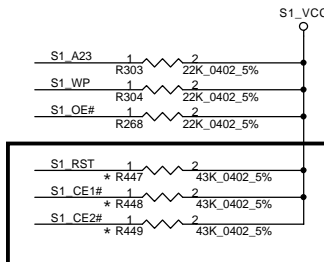 S1_VCC
S1_A23 1 2
R303 22K_0402_5%
S1_WP 1 2
R304 22K_0402_5%
S1_OE# 1 2
R268 22K_0402_5%
S1_RST 1 2
* R447 43K_0402_5%
S1_CE1# 1 2
* R448 43K_0402_5%
S1_CE2# 1 2
* R449 43K_0402_5%